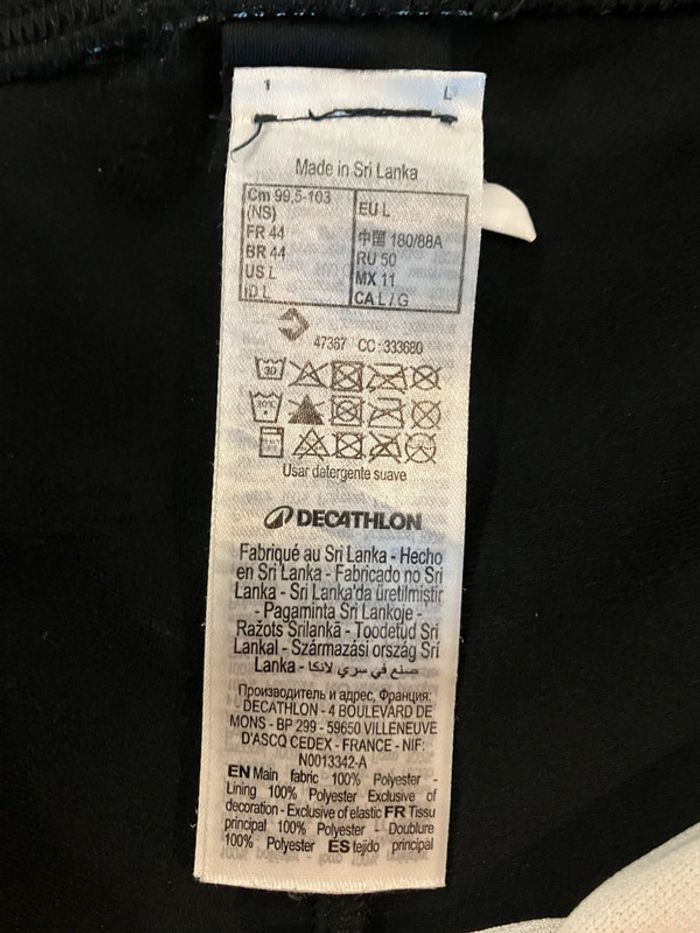 1 L
Made in Sri Lanka
Cm 99,5-103 EU L
(NS)
FR 44 中国 180/88A
BR 44 RU 50
US L MX 11
ID L CA L / G
47367 CC : 333680
30
30°C
Usar detergente suave
DECATHLON
Fabriqué au Sri Lanka - Hecho
en Sri Lanka - Fabricado no Sri
Lanka - Sri Lanka'da üretilmiştir
- Pagaminta Šri Lankoje -
Ražots Šrilankā - Toodetud Sri
Lankal - Származási ország Srí
Lanka - صنع في سري لانكا
Производитель и адрес, Франция:
DECATHLON - 4 BOULEVARD DE
MONS - BP 299 - 59650 VILLENEUVE
D'ASCQ CEDEX - FRANCE - NIF:
N0013342-A
EN Main fabric 100% Polyester -
Lining 100% Polyester Exclusive of
decoration - Exclusive of elastic FR Tissu
principal 100% Polyester - Doublure
100% Polyester ES tejido principal